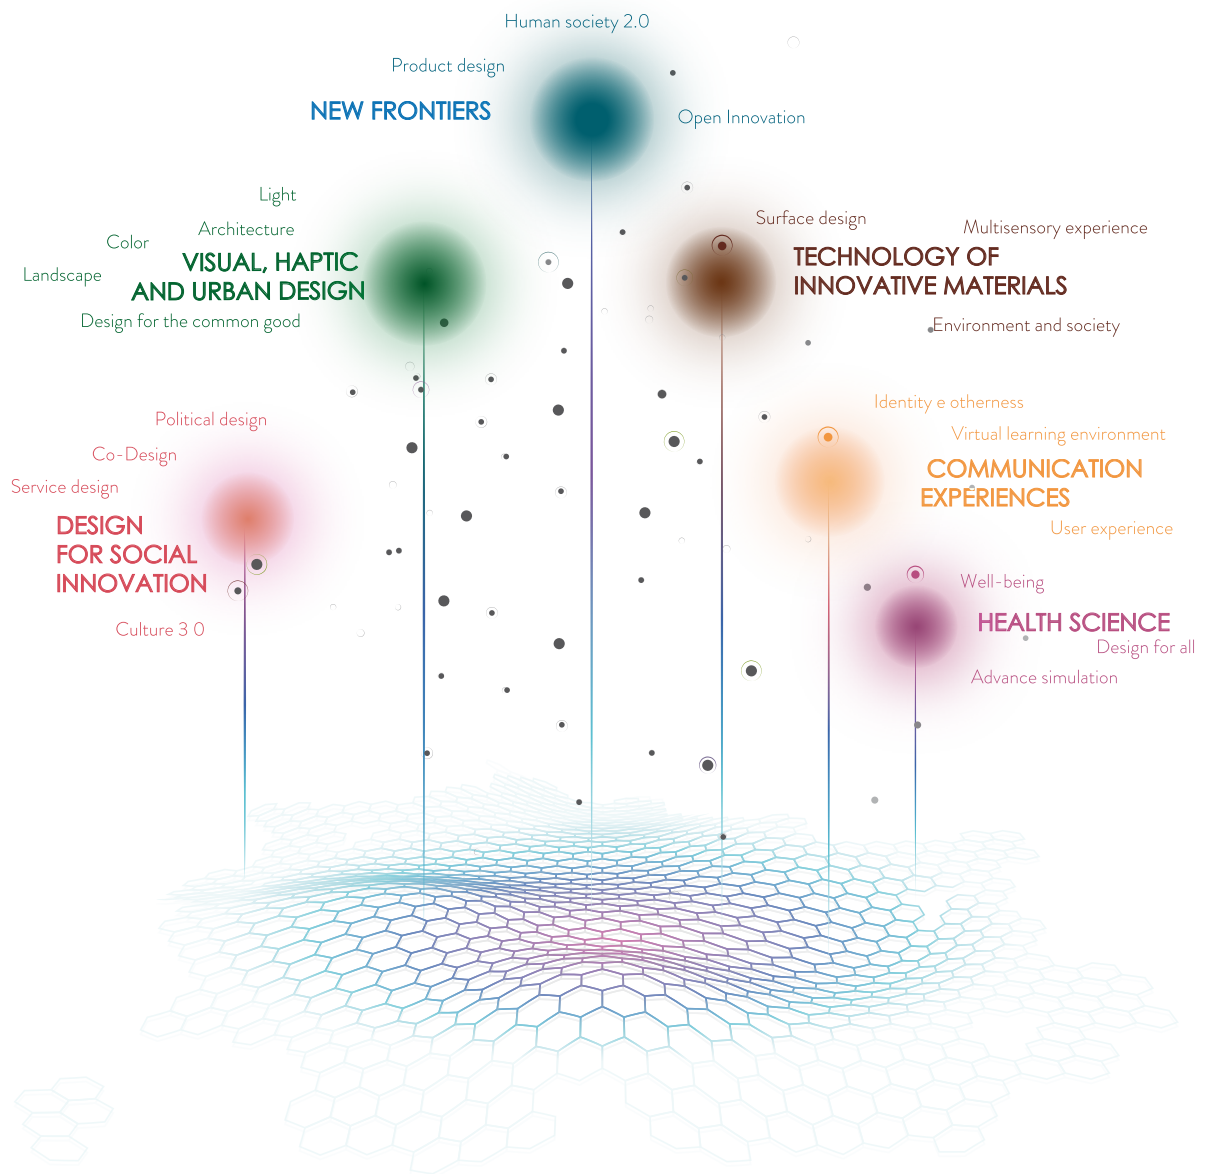 Human society 2.0
Product design
NEW FRONTIERS
Open Innovation
Light
Architecture
Color
VISUAL, HAPTIC
Landscape
AND URBAN DESIGN
Design for the common good
Surface design
Multisensory experience
TECHNOLOGY OF
INNOVATIVE MATERIALS
Environment and society
Political design
Co-Design
Service design
DESIGN
FOR SOCIAL
INNOVATION
Culture 3 0
Identity e otherness
Virtual learning environment
COMMUNICATION
EXPERIENCES
User experience
Well-being
HEALTH SCIENCE
Design for all
Advance simulation